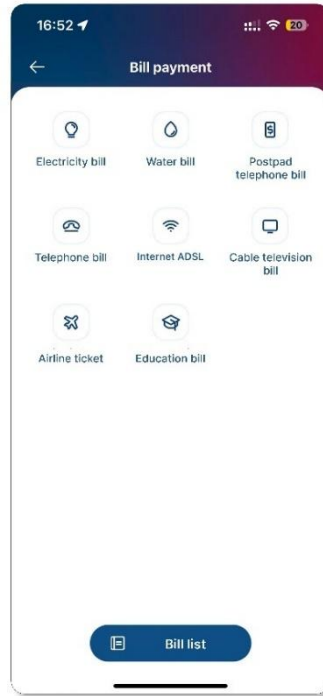 16:52 20
Bill payment
Electricity bill Water bill Postpad
telephone bill
Telephone bill Internet ADSL Cable television
bill
Airline ticket Education bill
Bill list